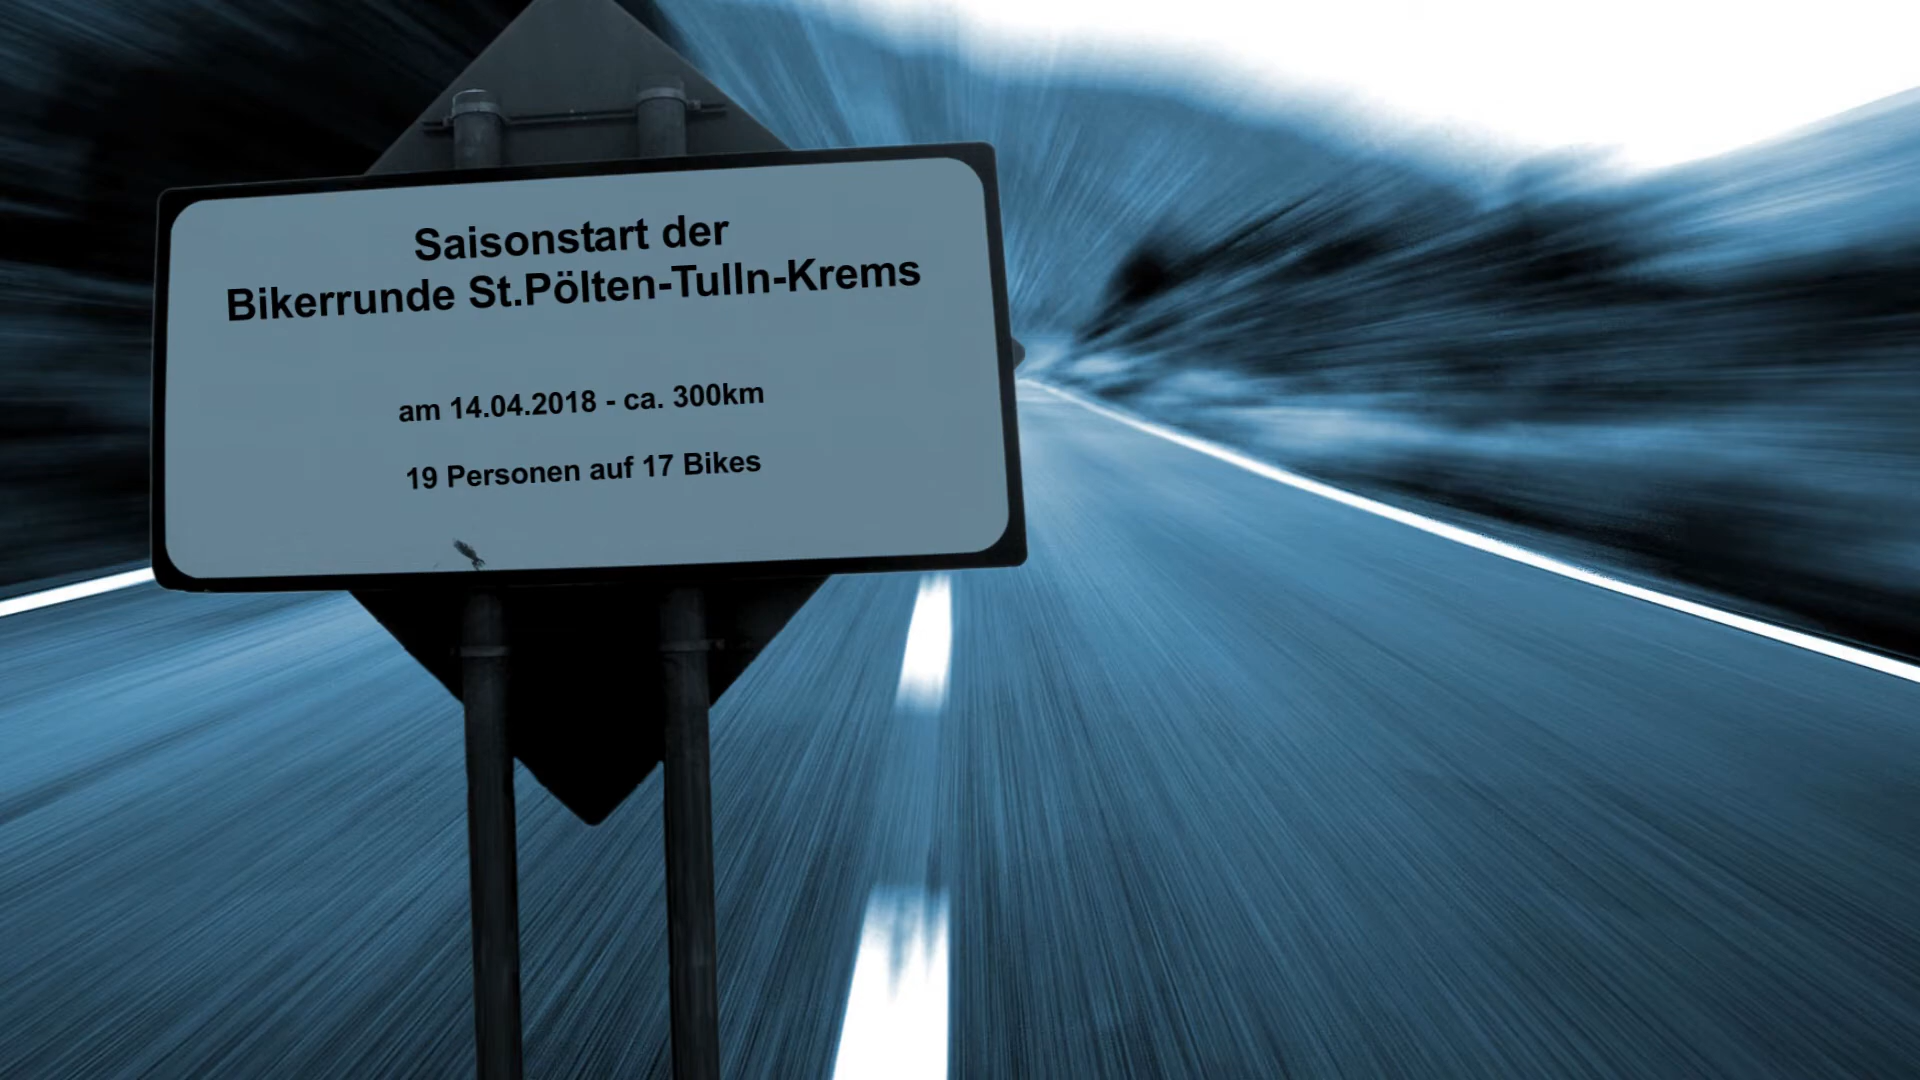 Saisonstart der
Bikerrunde St.Pölten-Tulln-Krems
am 14.04.2018 - ca. 300km
19 Personen auf 17 Bikes